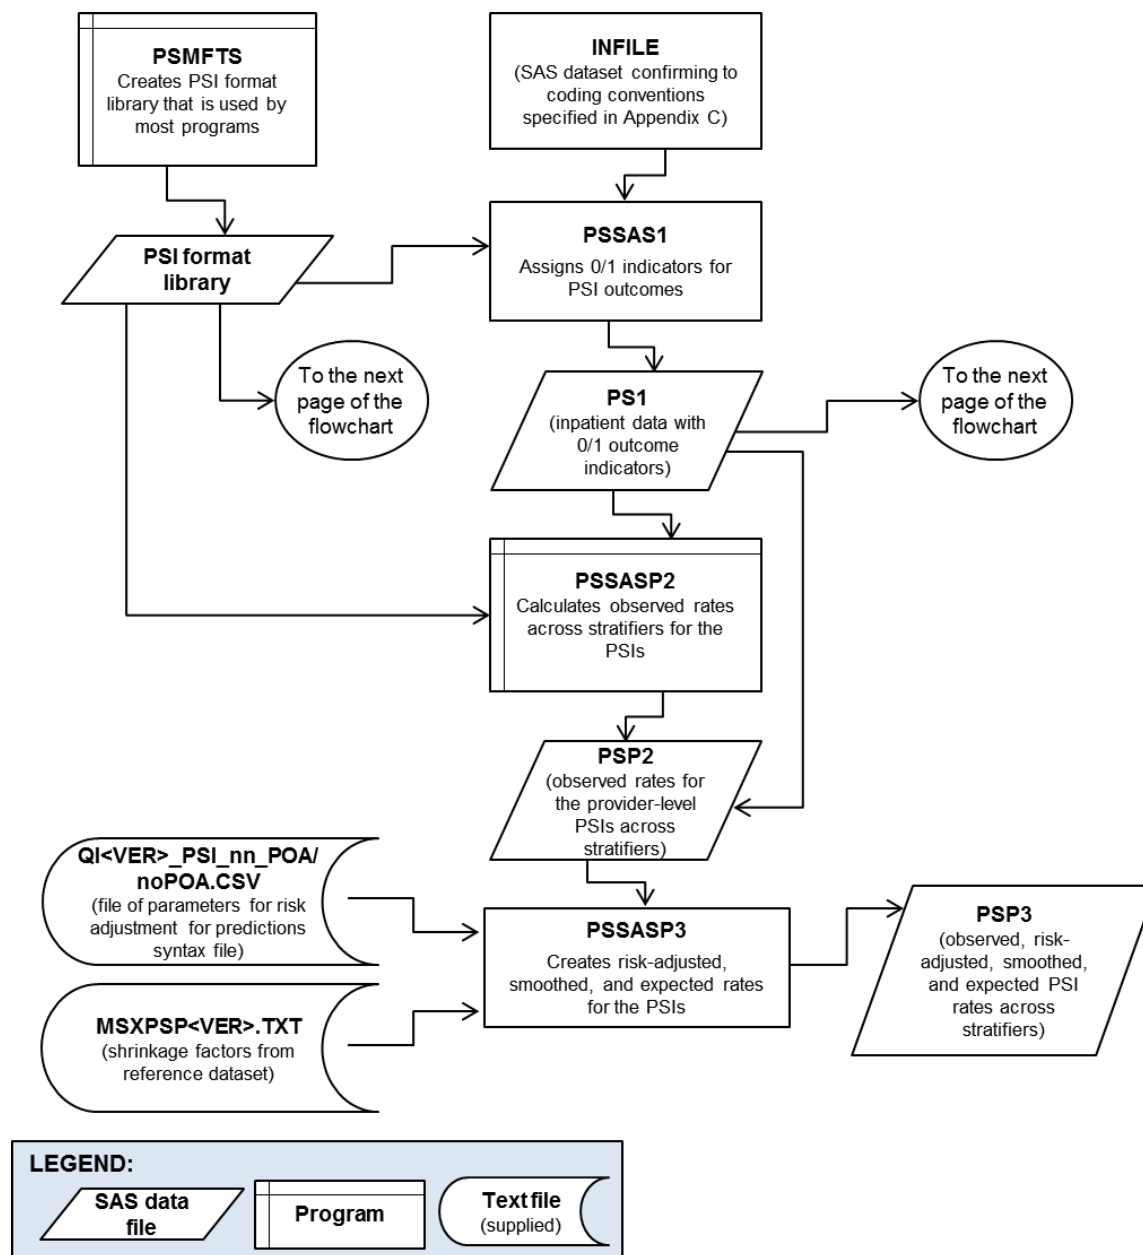 PSMFTS
Creates PSI format
library that is used by
most programs
INFILE
(SAS dataset confirming to
coding conventions
specified in Appendix C)
PSI format
library
PSSAS1
Assigns 0/1 indicators for
PSI outcomes
To the next
page of the
flowchart
PS1
(inpatient data with
0/1 outcome
indicators)
To the next
page of the
flowchart
PSSASP2
Calculates observed rates
across stratifiers for the
PSIs
PSP2
(observed rates for
the provider-level
PSIs across
stratifiers)
QI<VER>_PSI_nn_POA/
noPOA.CSV
(file of parameters for risk
adjustment for predictions
syntax file)
PSSASP3
Creates risk-adjusted,
smoothed, and expected rates
for the PSIs
PSP3
(observed, risk-
adjusted, smoothed,
and expected PSI
rates across
stratifiers)
MSXPSP<VER>.TXT
(shrinkage factors from
reference dataset)
LEGEND:
SAS data
file
Program
Text file
(supplied)